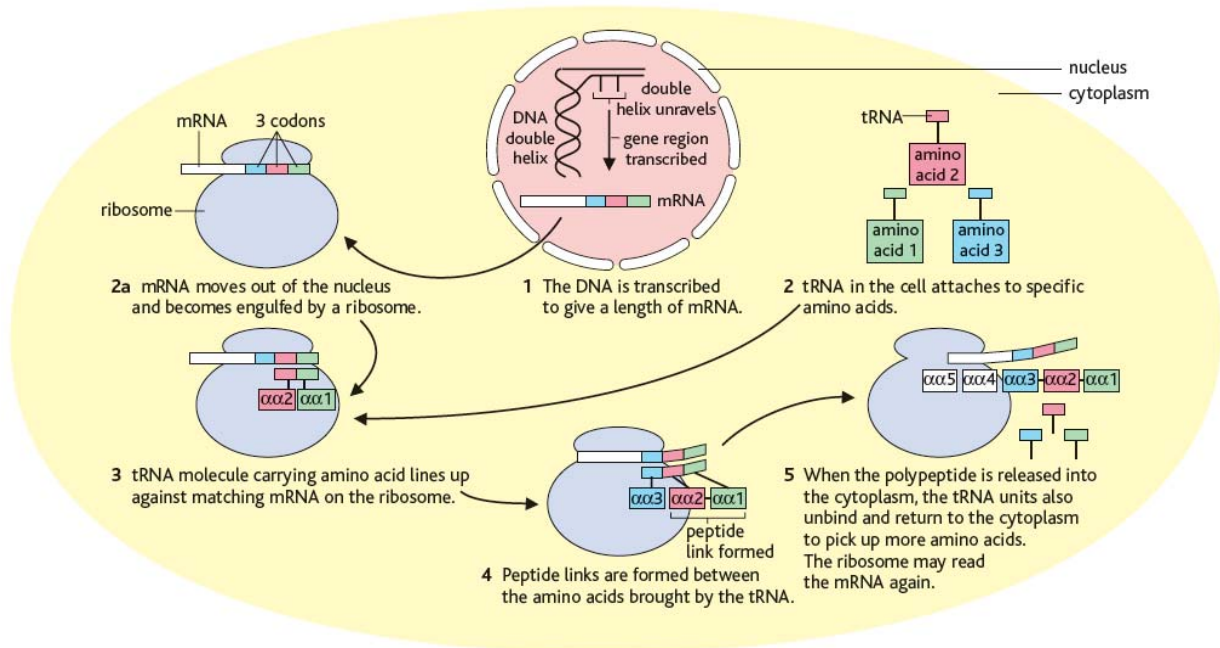 nucleus
cytoplasm
DNA
double
helix
double
helix unravels
gene region
transcribed
mRNA
1 The DNA is transcribed
to give a length of mRNA.
mRNA
3 codons
ribosome
2a mRNA moves out of the nucleus
and becomes engulfed by a ribosome.
tRNA
amino
acid 2
amino
acid 1
amino
acid 3
2 tRNA in the cell attaches to specific
amino acids.
αα2 αα1
3 tRNA molecule carrying amino acid lines up
against matching mRNA on the ribosome.
αα3 αα2 αα1
peptide
link formed
4 Peptide links are formed between
the amino acids brought by the tRNA.
αα5 αα4 αα3 αα2 αα1
5 When the polypeptide is released into
the cytoplasm, the tRNA units also
unbind and return to the cytoplasm
to pick up more amino acids.
The ribosome may read
the mRNA again.